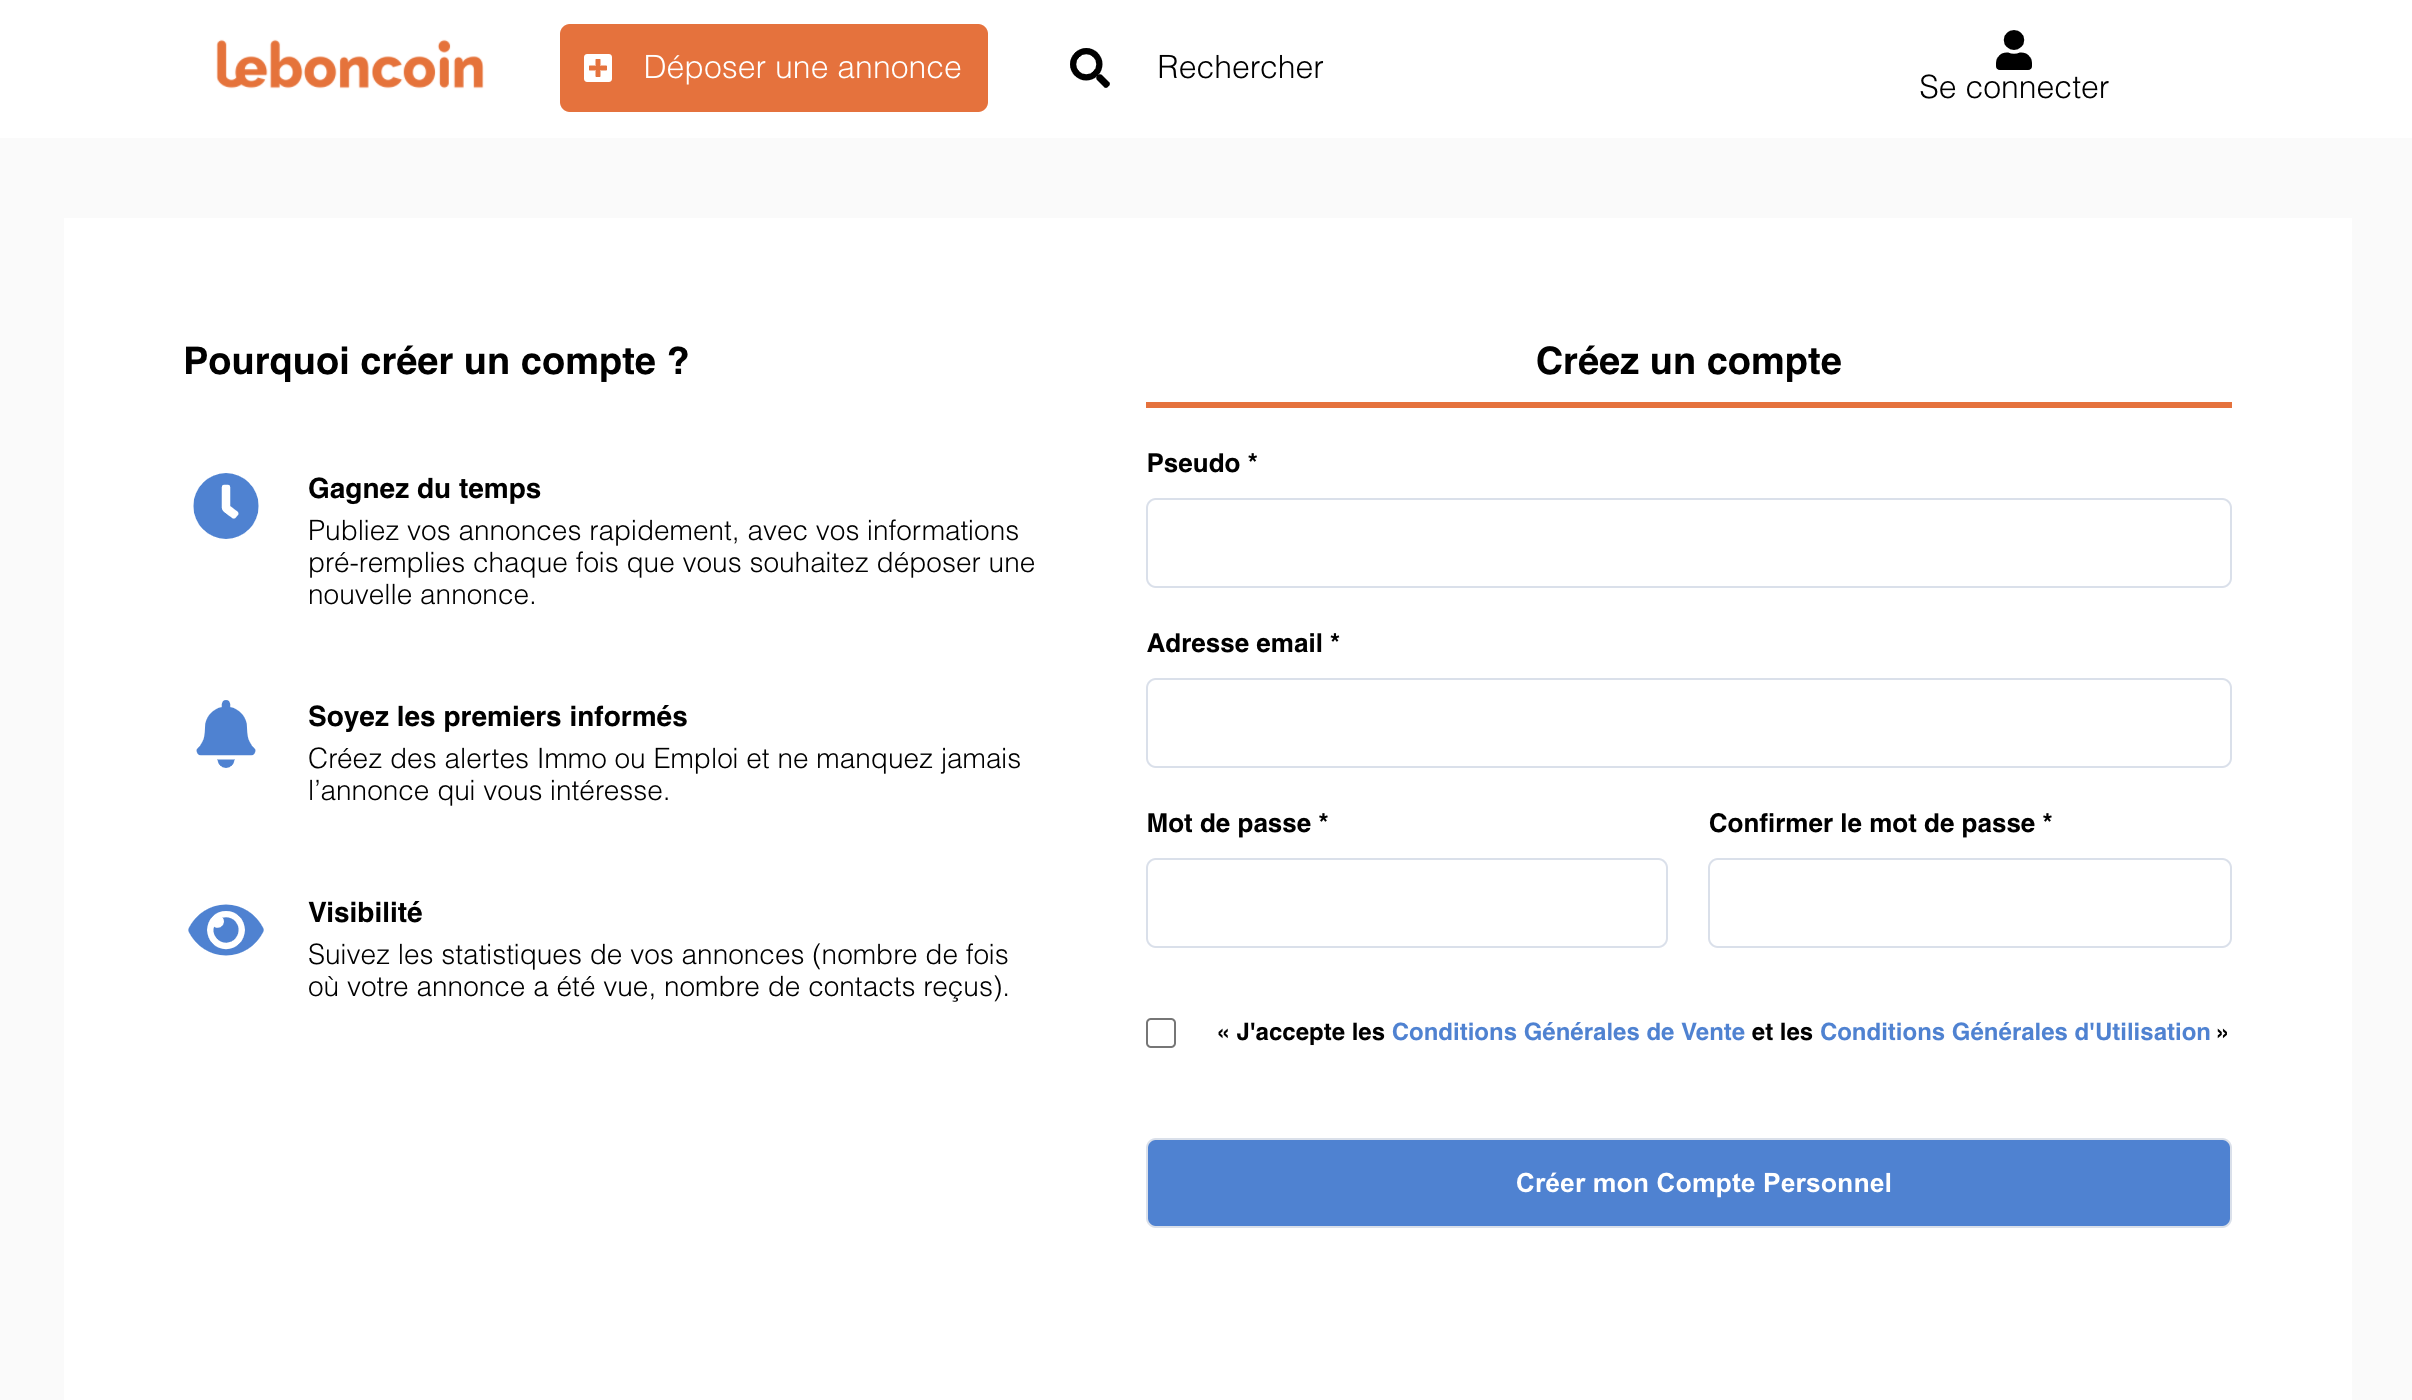 leboncoin
Déposer une annonce
Rechercher
Se connecter
Pourquoi créer un compte ?
Gagnez du temps
Publiez vos annonces rapidement, avec vos informations
pré-remplies chaque fois que vous souhaitez déposer une
nouvelle annonce.
Soyez les premiers informés
Créez des alertes Immo ou Emploi et ne manquez jamais
l’annonce qui vous intéresse.
Visibilité
Suivez les statistiques de vos annonces (nombre de fois
où votre annonce a été vue, nombre de contacts reçus).
Créez un compte
Pseudo *
Adresse email *
Mot de passe *
Confirmer le mot de passe *
« J'accepte les Conditions Générales de Vente et les Conditions Générales d'Utilisation »
Créer mon Compte Personnel